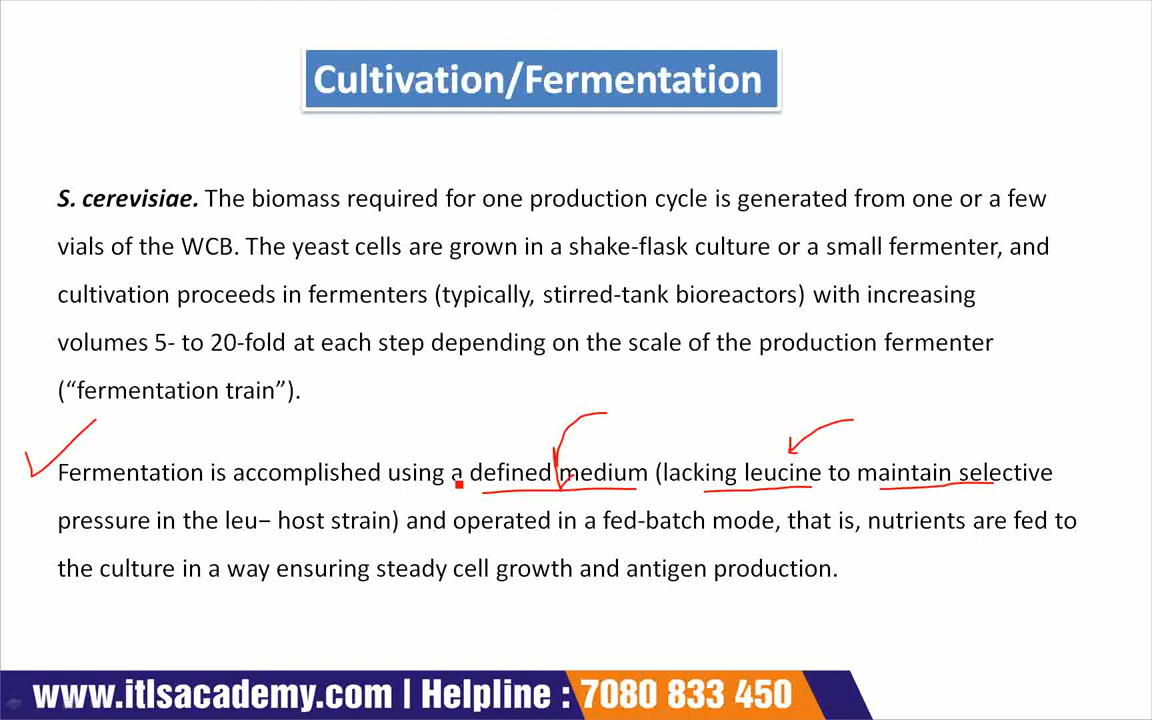 Cultivation/Fermentation
S. cerevisiae. The biomass required for one production cycle is generated from one or a few
vials of the WCB. The yeast cells are grown in a shake-flask culture or a small fermenter, and
cultivation proceeds in fermenters (typically, stirred-tank bioreactors) with increasing
volumes 5- to 20-fold at each step depending on the scale of the production fermenter
(“fermentation train”).
Fermentation is accomplished using a defined medium (lacking leucine to maintain selective
pressure in the leu− host strain) and operated in a fed-batch mode, that is, nutrients are fed to
the culture in a way ensuring steady cell growth and antigen production.
www.itlsacademy.com | Helpline : 7080 833 450